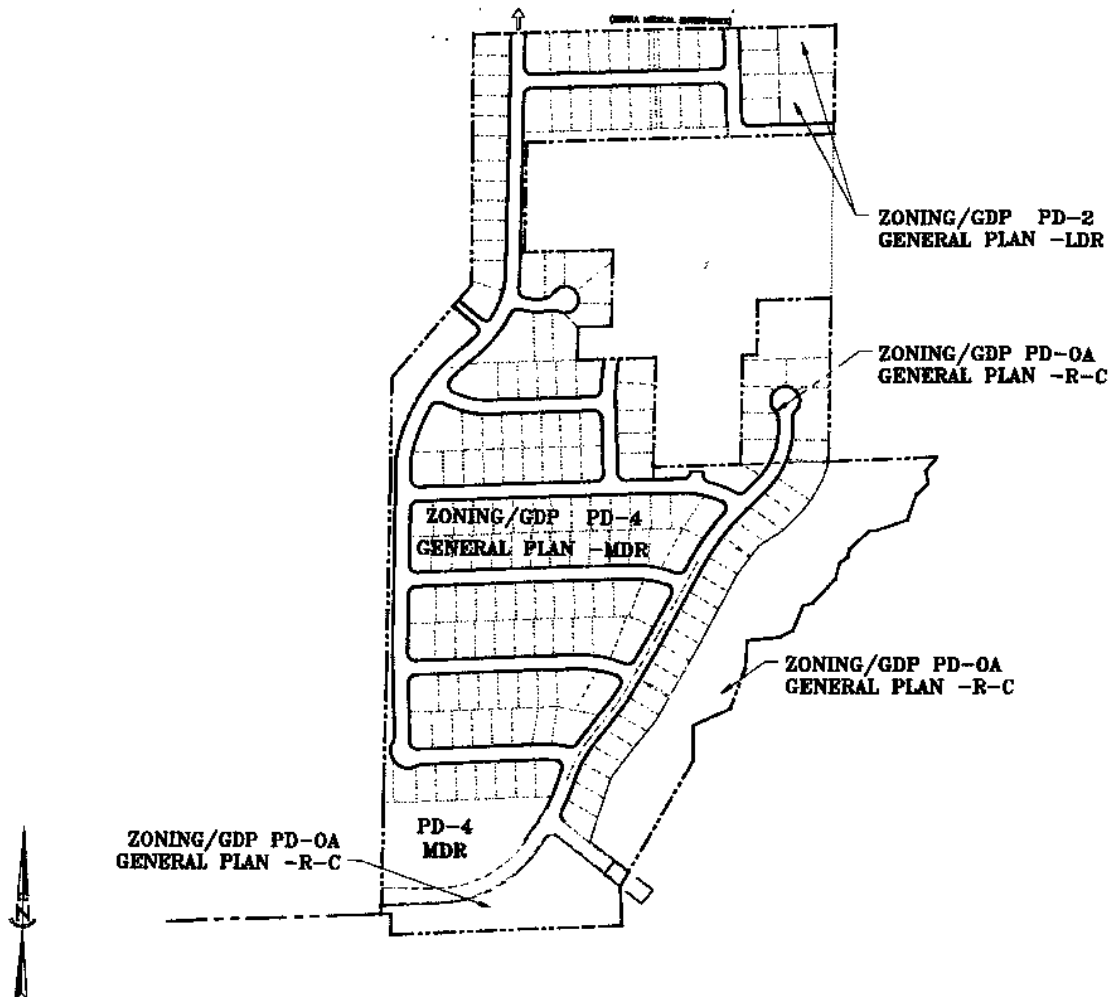 ZONING/GDP PD-2
GENERAL PLAN -LDR
ZONING/GDP PD-OA
GENERAL PLAN -R-C
ZONING/GDP PD-4
GENERAL PLAN -MDR
ZONING/GDP PD-OA
GENERAL PLAN -R-C
PD-4
MDR
ZONING/GDP PD-OA
GENERAL PLAN -R-C
N